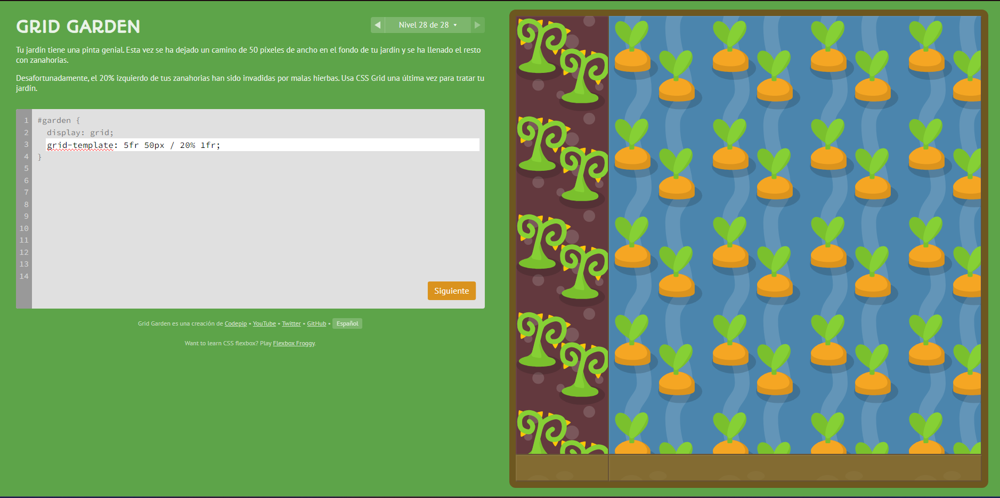 GRID GARDEN
◀ Nivel 28 de 28 ▾ ▶
Tu jardín tiene una pinta genial. Esta vez se ha dejado un camino de 50 píxeles de ancho en el fondo de tu jardín y se ha llenado el resto
con zanahorias.
Desafortunadamente, el 20% izquierdo de tus zanahorias han sido invadidas por malas hierbas. Usa CSS Grid una última vez para tratar tu
jardín.
1 #garden {
2 display: grid;
3 grid-template: 5fr 50px / 20% 1fr;
4 }
5
6
7
8
9
10
11
12
13
14
Siguiente
Grid Garden es una creación de Codepip • YouTube • Twitter • GitHub • Español
Want to learn CSS flexbox? Play Flexbox Froggy.